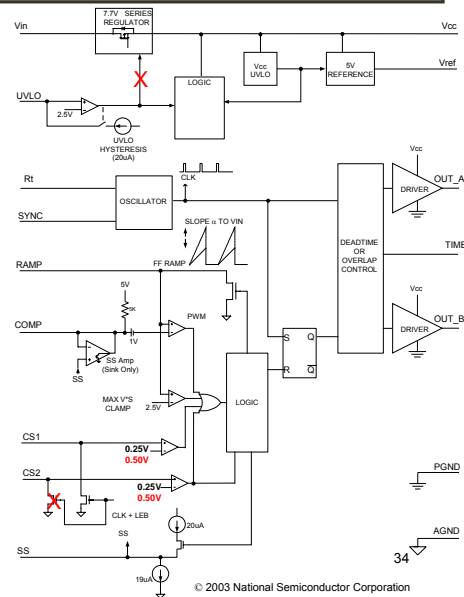 7.7V SERIES
REGULATOR
Vin
Vcc
X
LOGIC
Vcc
UVLO
5V
REFERENCE
Vref
UVLO
2.5V
UVLO
HYSTERESIS
(20uA)
CLK
Rt
OSCILLATOR
SYNC
SLOPE α TO VIN
Vcc
DRIVER
OUT_A
DEADTIME
OR
OVERLAP
CONTROL
TIME
RAMP
FF RAMP
5V
5K
PWM
COMP
1V
SS Amp
(Sink Only)
SS
S Q
R Q
Vcc
DRIVER
OUT_B
LOGIC
MAX V*S
CLAMP
2.5V
CS1
0.25V
0.50V
CS2
X
0.25V
0.50V
CLK + LEB
PGND
SS
20uA
SS
19uA
AGND
34
© 2003 National Semiconductor Corporation